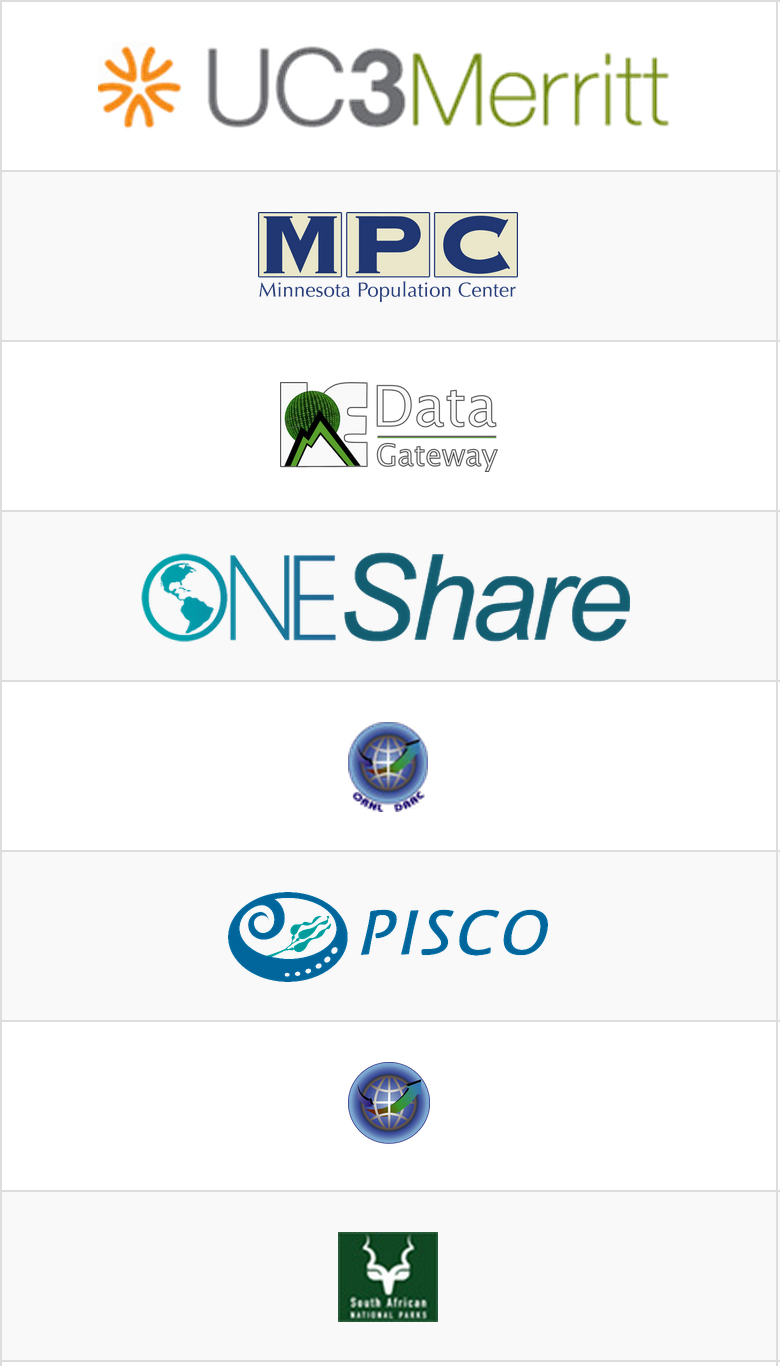 UC3Merritt
MPC
Minnesota Population Center
Data
Gateway
ONEShare
ORNL DAAC
PISCO
South African
NATIONAL PARKS